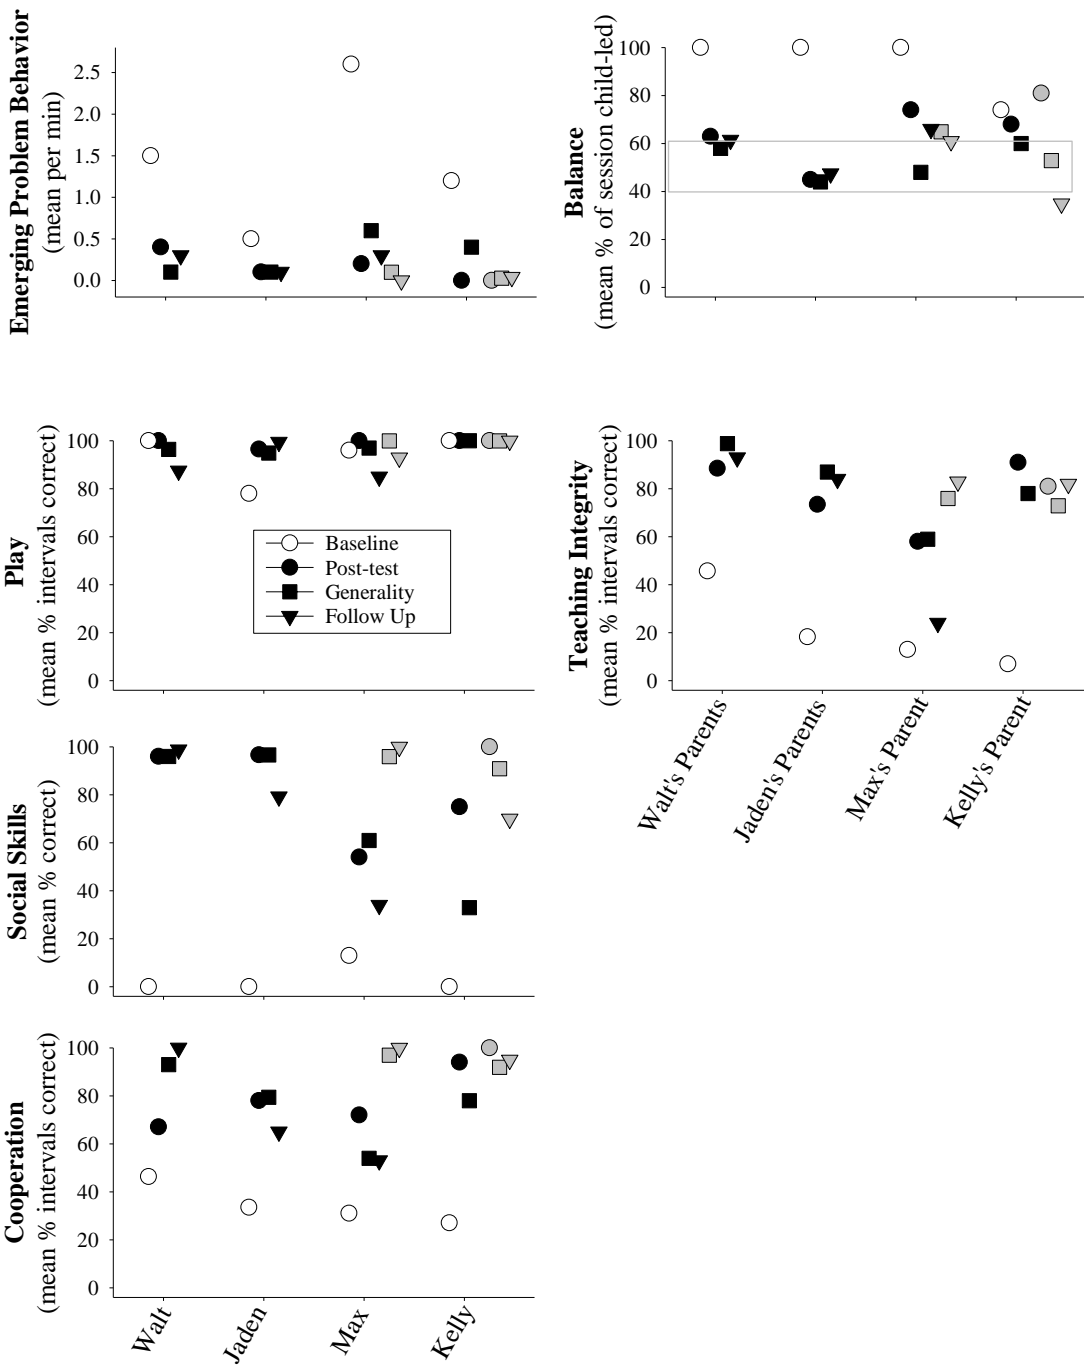 Emerging Problem Behavior
(mean per min)
2.5
2.0
1.5
1.0
0.5
0.0
Balance
(mean % of session child-led)
100
80
60
40
20
0
Play
(mean % intervals correct)
100
80
60
40
20
0
Baseline
Post-test
Generality
Follow Up
Teaching Integrity
(mean % intervals correct)
100
80
60
40
20
0
Walt's Parents
Jaden's Parents
Max's Parent
Kelly's Parent
Social Skills
(mean % correct)
100
80
60
40
20
0
Cooperation
(mean % intervals correct)
100
80
60
40
20
0
Walt
Jaden
Max
Kelly